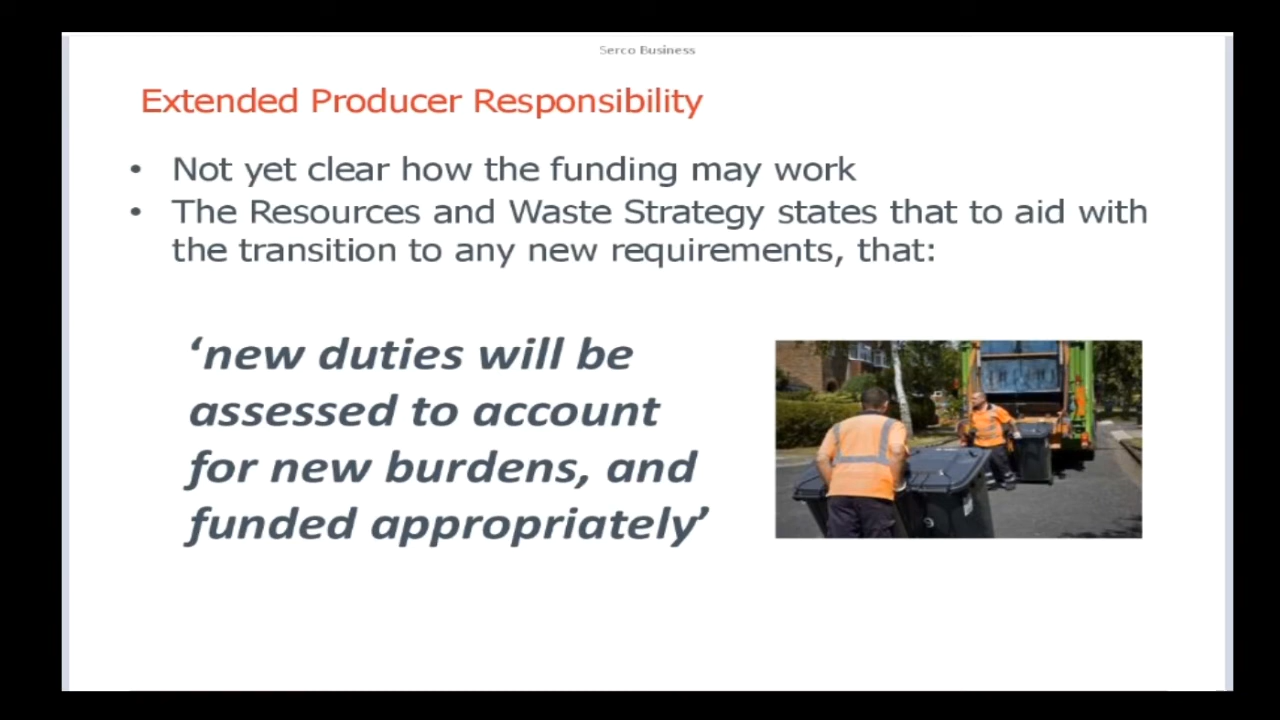 Serco Business
Extended Producer Responsibility
• Not yet clear how the funding may work
• The Resources and Waste Strategy states that to aid with
the transition to any new requirements, that:
‘new duties will be
assessed to account
for new burdens, and
funded appropriately’